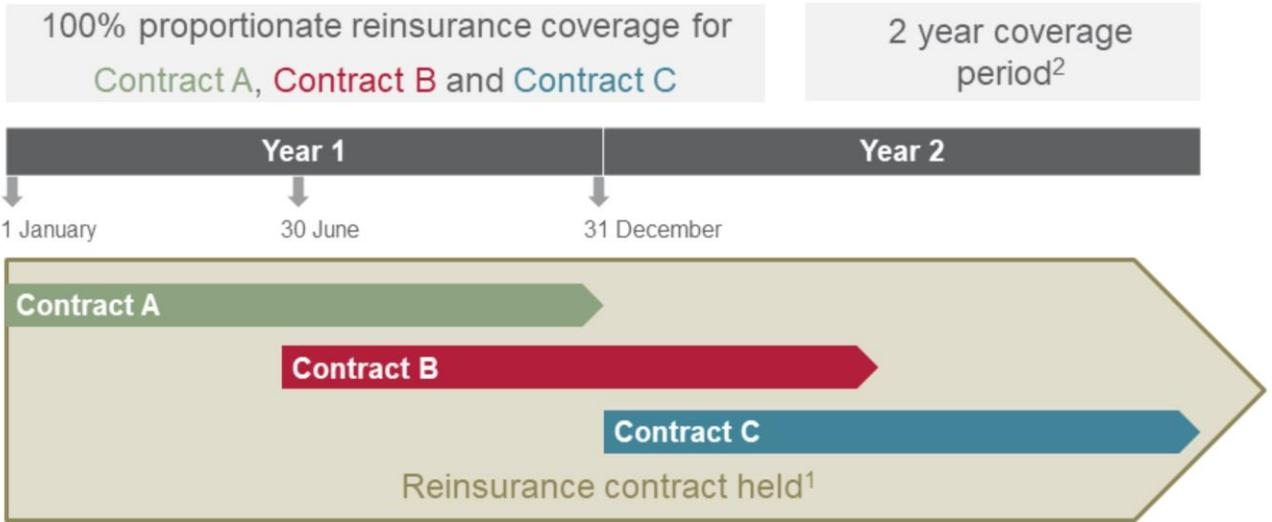 100% proportionate reinsurance coverage for
Contract A, Contract B and Contract C
2 year coverage
period²
Year 1
Year 2
1 January
30 June
31 December
Contract A
Contract B
Contract C
Reinsurance contract held¹